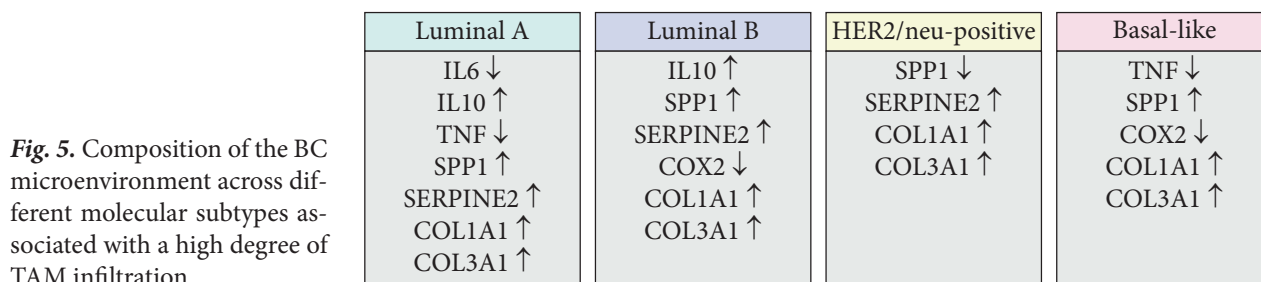 Fig. 5. Composition of the BC
microenvironment across dif-
ferent molecular subtypes as-
sociated with a high degree of
TAM infiltration
Luminal A
IL6 ↓
IL10 ↑
TNF ↓
SPP1 ↑
SERPINE2 ↑
COL1A1 ↑
COL3A1 ↑
Luminal B
IL10 ↑
SPP1 ↑
SERPINE2 ↑
COX2 ↓
COL1A1 ↑
COL3A1 ↑
HER2/neu-positive
SPP1 ↓
SERPINE2 ↑
COL1A1 ↑
COL3A1 ↑
Basal-like
TNF ↓
SPP1 ↑
COX2 ↓
COL1A1 ↑
COL3A1 ↑